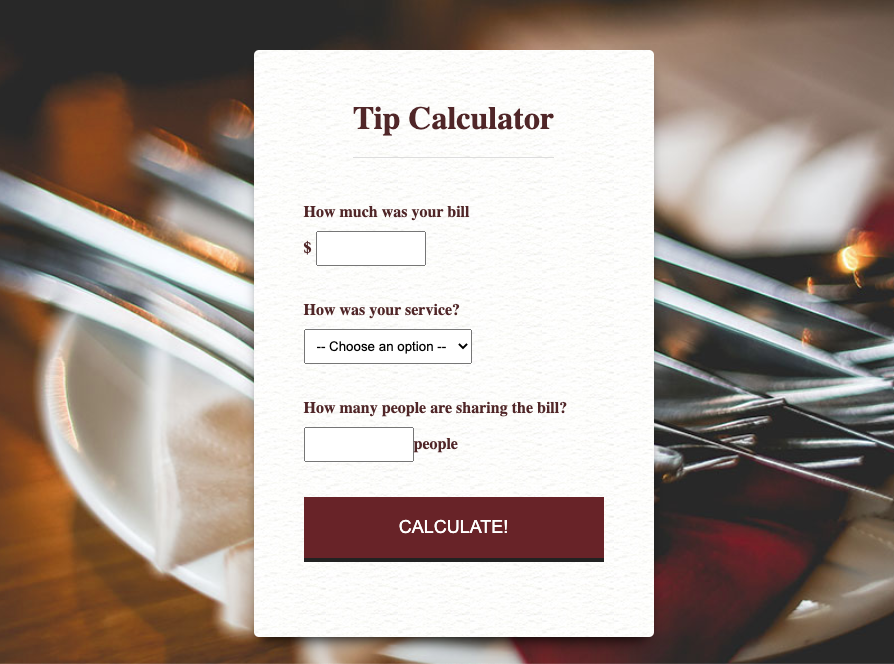 Tip Calculator
How much was your bill
$
How was your service?
-- Choose an option --
How many people are sharing the bill?
people
CALCULATE!